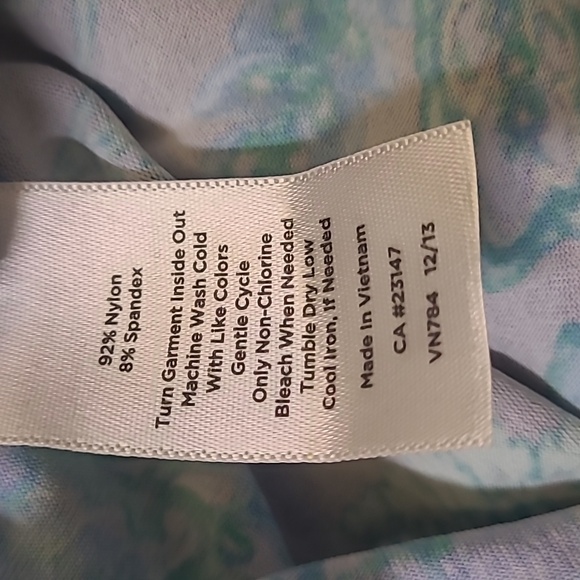 92% Nylon
8% Spandex
Turn Garment Inside Out
Machine Wash Cold
With Like Colors
Gentle Cycle
Only Non-Chlorine
Bleach When Needed
Tumble Dry Low
Cool Iron, If Needed
Made In Vietnam
CA #23147
VN784 12/13